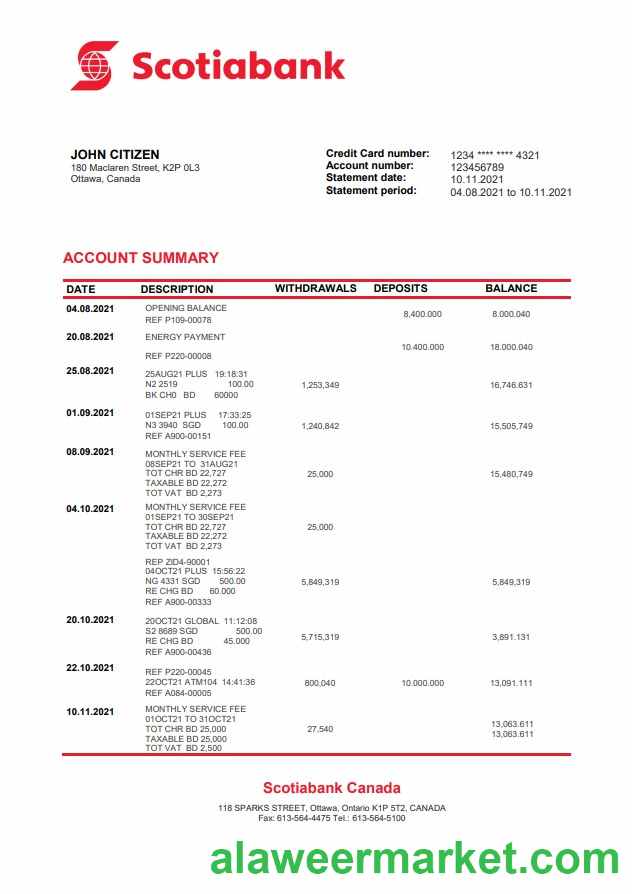 Scotiabank
JOHN CITIZEN
180 Maclaren Street, K2P 0L3
Ottawa, Canada
Credit Card number: 1234 **** **** 4321
Account number: 123456789
Statement date: 10.11.2021
Statement period: 04.08.2021 to 10.11.2021
ACCOUNT SUMMARY
DATE DESCRIPTION WITHDRAWALS DEPOSITS BALANCE
04.08.2021 OPENING BALANCE
8,400.000 8.000.040
REF P109-00078
20.08.2021 ENERGY PAYMENT
10.400.000 18.000.040
REF P220-00008
25.08.2021 25AUG21 PLUS 19:18:31
N2 2519 100.00 1,253,349 16,746.631
BK CH0 BD 60000
01.09.2021 01SEP21 PLUS 17:33:25
N3 3940 SGD 100.00 1,240,842 15,505,749
REF A900-00151
08.09.2021 MONTHLY SERVICE FEE
08SEP21 TO 31AUG21
TOT CHR BD 22,727 25,000 15,480,749
TAXABLE BD 22,272
TOT VAT BD 2,273
04.10.2021 MONTHLY SERVICE FEE
01SEP21 TO 30SEP21
TOT CHR BD 22,727 25,000
TAXABLE BD 22,272
TOT VAT BD 2,273
REP ZID4-90001
04OCT21 PLUS 15:56:22
NG 4331 SGD 500.00 5,849,319 5,849,319
RE CHG BD 60.000
REF A900-00333
20.10.2021 20OCT21 GLOBAL 11:12:08
S2 8689 SGD 500.00 5,715,319 3,891.131
RE CHG BD 45.000
REF A900-00436
22.10.2021 REF P220-00045
22OCT21 ATM104 14:41:36 800,040 10.000.000 13,091.111
REF A084-00005
10.11.2021 MONTHLY SERVICE FEE
01OCT21 TO 31OCT21
13,063.611
TOT CHR BD 25,000 27.540
TAXABLE BD 25,000 13,063.611
TOT VAT BD 2,500
Scotiabank Canada
118 SPARKS STREET, Ottawa, Ontario K1P 5T2, CANADA
Fax: 613-564-4475 Tel.: 613-564-5100
alaweermarket.com